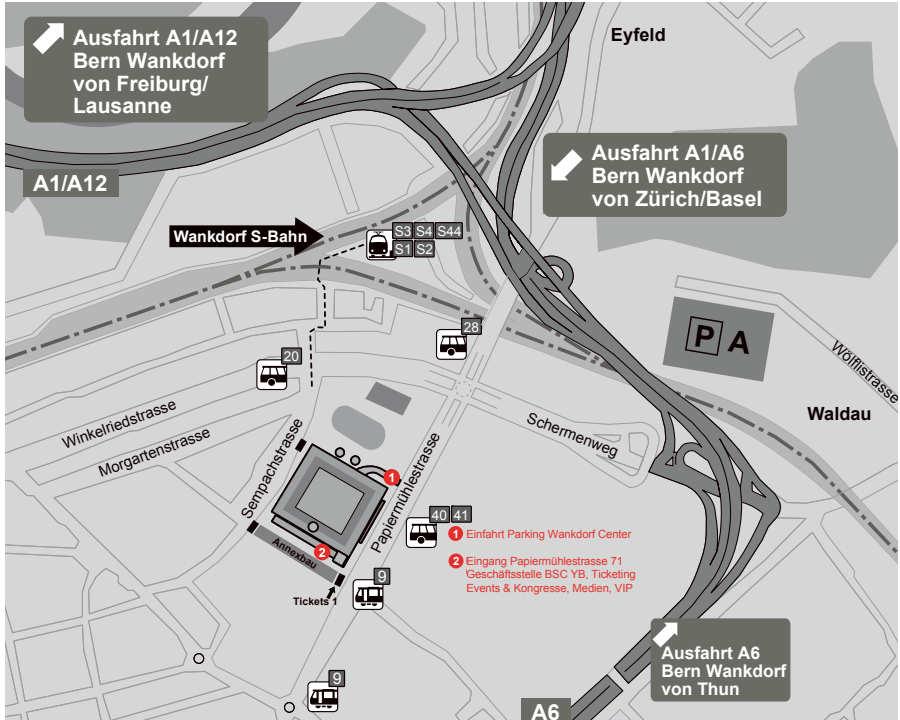 Ausfahrt A1/A12
Bern Wankdorf
von Freiburg/
Lausanne
Eyfeld
A1/A12
Ausfahrt A1/A6
Bern Wankdorf
von Zürich/Basel
Wankdorf S-Bahn
S3 S4 S44
S1 S2
28
P A
20
Wölflistrasse
Waldau
Winkelriedstrasse
Morgartenstrasse
Schermenweg
Sempachstrasse
Papiermühlestrasse
1
40 41
1 Einfahrt Parking Wankdorf Center
2
Annexbau
2 Eingang Papiermühlestrasse 71
Geschäftsstelle BSC YB, Ticketing
Events & Kongresse, Medien, VIP
9
Tickets 1
Ausfahrt A6
Bern Wankdorf
von Thun
9
A6